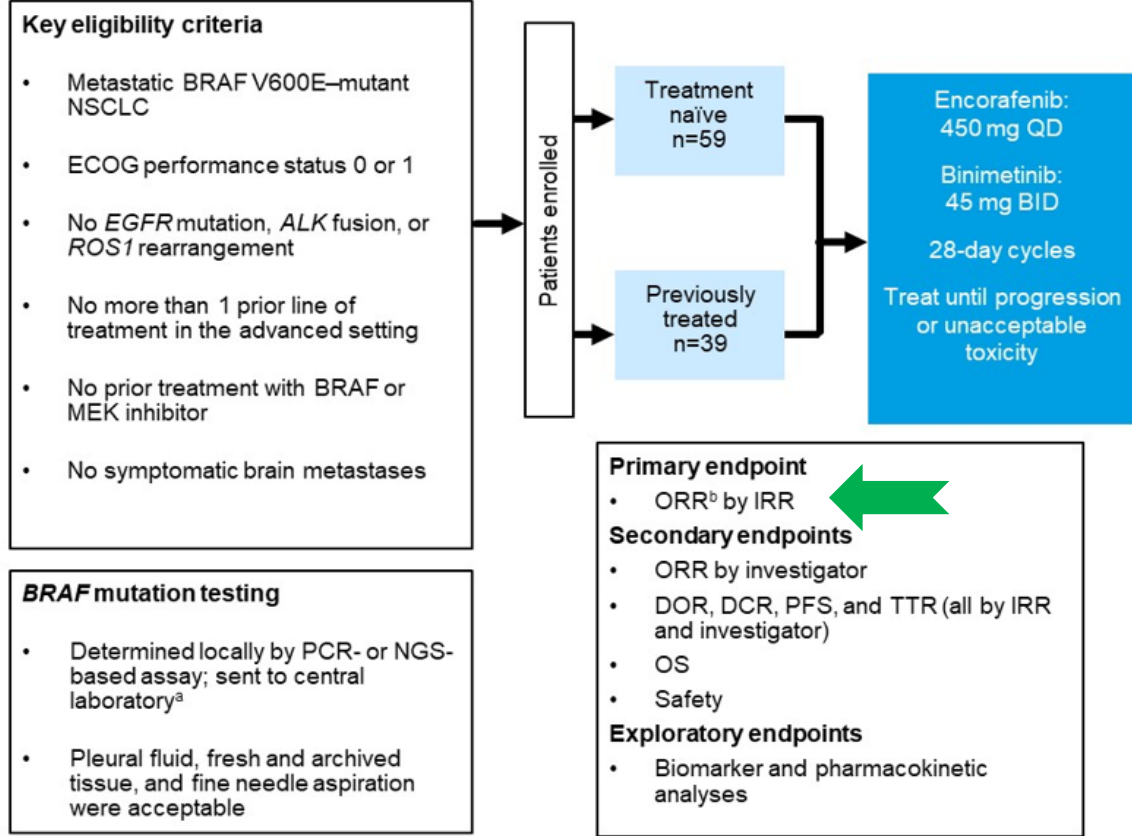 Key eligibility criteria
• Metastatic BRAF V600E–mutant
NSCLC
• ECOG performance status 0 or 1
• No EGFR mutation, ALK fusion, or
ROS1 rearrangement
• No more than 1 prior line of
treatment in the advanced setting
• No prior treatment with BRAF or
MEK inhibitor
• No symptomatic brain metastases
BRAF mutation testing
• Determined locally by PCR- or NGS-
based assay; sent to central
laboratoryᵃ
• Pleural fluid, fresh and archived
tissue, and fine needle aspiration
were acceptable
Patients enrolled
Treatment
naïve
n=59
Previously
treated
n=39
Encorafenib:
450 mg QD
Binimetinib:
45 mg BID
28-day cycles
Treat until progression
or unacceptable
toxicity
Primary endpoint
• ORRᵇ by IRR
Secondary endpoints
• ORR by investigator
• DOR, DCR, PFS, and TTR (all by IRR
and investigator)
• OS
• Safety
Exploratory endpoints
• Biomarker and pharmacokinetic
analyses